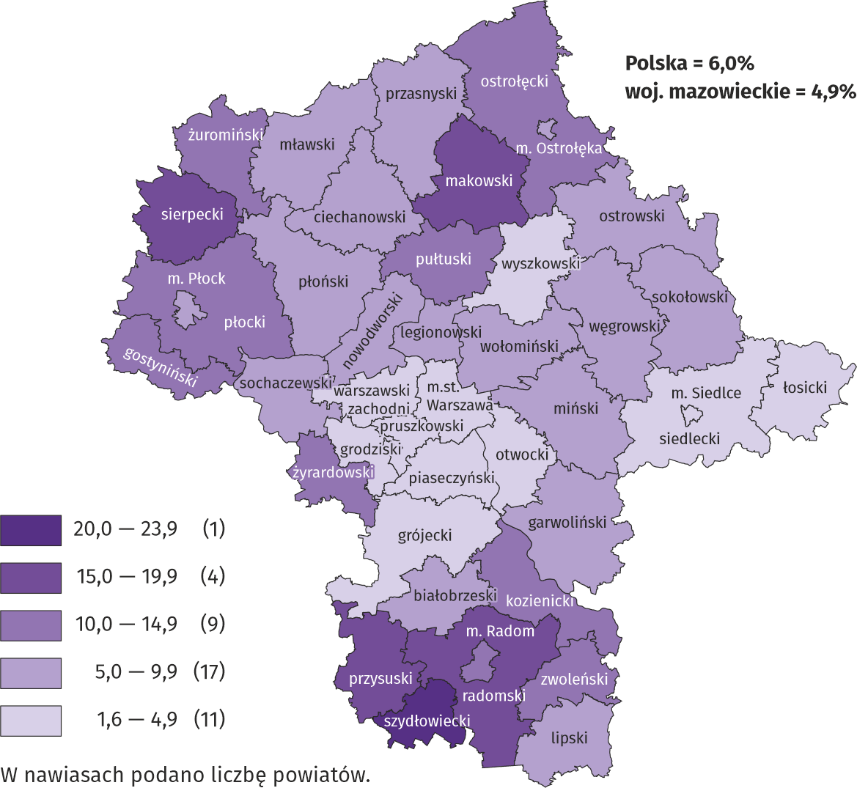 Polska = 6,0%
woj. mazowieckie = 4,9%
ostrołęcki
przasnyski
żuromiński
mławski
m. Ostrołęka
makowski
sierpecki
ciechanowski
ostrowski
pułtuski
wyszkowski
m. Płock
płoński
sokołowski
płocki
nowodworski
legionowski
węgrowski
wołomiński
gostyniński
sochaczewski
warszawski
zachodni
m.st.
Warszawa
m. Siedlce
łosicki
miński
pruszkowski
siedlecki
grodziski
otwocki
żyrardowski
piaseczyński
garwoliński
grójecki
białobrzeski
kozienicki
m. Radom
przysuski
zwoleński
radomski
szydłowiecki
lipski
20,0 — 23,9 (1)
15,0 — 19,9 (4)
10,0 — 14,9 (9)
5,0 — 9,9 (17)
1,6 — 4,9 (11)
W nawiasach podano liczbę powiatów.